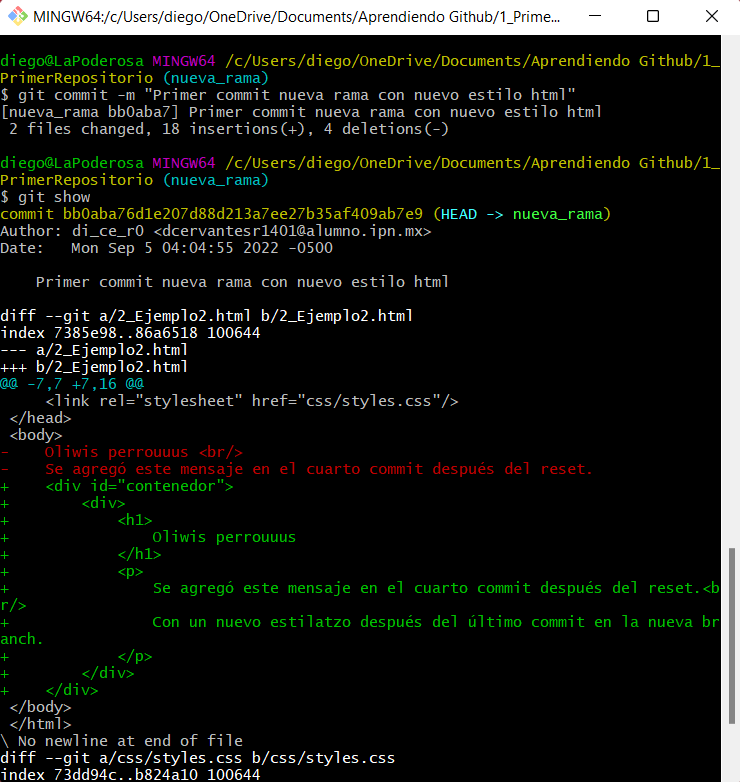 MINGW64:/c/Users/diego/OneDrive/Documents/Aprendiendo Github/1_Prime...
diego@LaPoderosa MINGW64 /c/Users/diego/OneDrive/Documents/Aprendiendo Github/1_
PrimerRepositorio (nueva_rama)
$ git commit -m "Primer commit nueva rama con nuevo estilo html"
[nueva_rama bb0aba7] Primer commit nueva rama con nuevo estilo html
 2 files changed, 18 insertions(+), 4 deletions(-)
diego@LaPoderosa MINGW64 /c/Users/diego/OneDrive/Documents/Aprendiendo Github/1_
PrimerRepositorio (nueva_rama)
$ git show
commit bb0aba76d1e207d88d213a7ee27b35af409ab7e9 (HEAD -> nueva_rama)
Author: di_ce_r0 <dcervantesr1401@alumno.ipn.mx>
Date:   Mon Sep 5 04:04:55 2022 -0500
    Primer commit nueva rama con nuevo estilo html
diff --git a/2_Ejemplo2.html b/2_Ejemplo2.html
index 7385e98..86a6518 100644
--- a/2_Ejemplo2.html
+++ b/2_Ejemplo2.html
@@ -7,7 +7,16 @@
     <link rel="stylesheet" href="css/styles.css"/>
 </head>
 <body>
-    Oliwis perrouuus <br/>
-    Se agregó este mensaje en el cuarto commit después del reset.
+    <div id="contenedor">
+        <div>
+            <h1>
+                Oliwis perrouuus
+            </h1>
+            <p>
+                Se agregó este mensaje en el cuarto commit después del reset.<b
r/>
+                Con un nuevo estilatzo después del último commit en la nueva br
anch.
+            </p>
+        </div>
+    </div>
 </body>
 </html>
\ No newline at end of file
diff --git a/css/styles.css b/css/styles.css
index 73dd94c..b824a10 100644